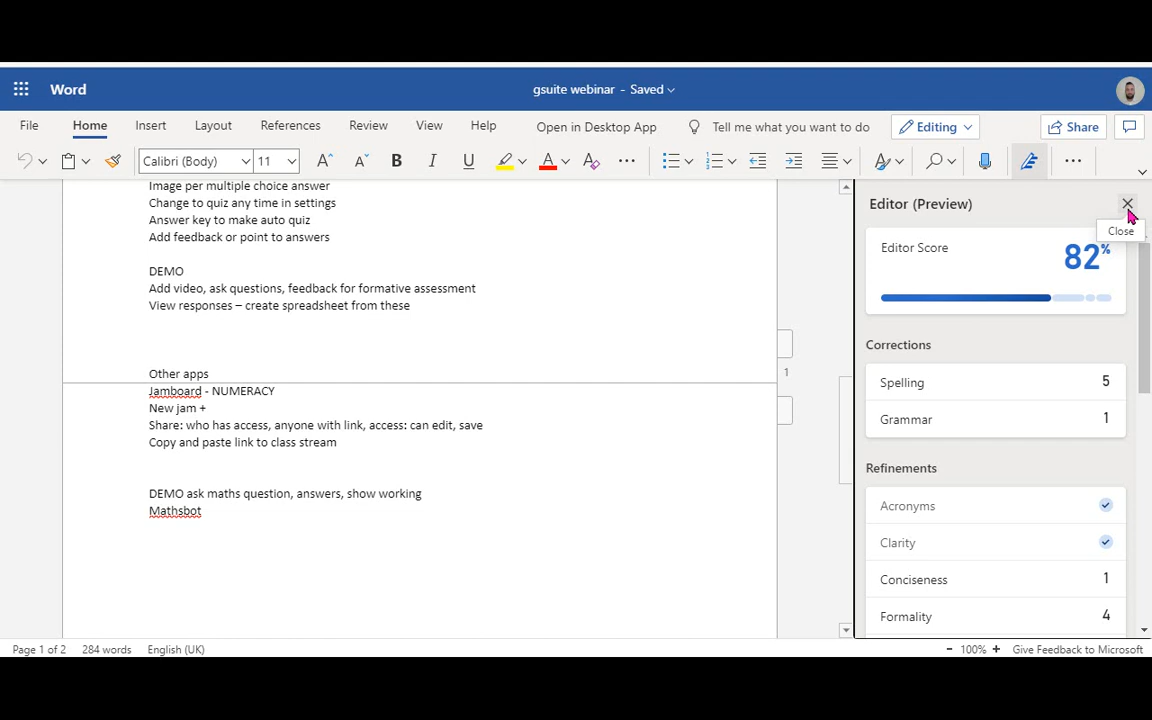 Word
gsuite webinar - Saved
File Home Insert Layout References Review View Help Open in Desktop App Tell me what you want to do Editing Share
Calibri (Body) 11 A A B I U A A
Image per multiple choice answer
Change to quiz any time in settings
Answer key to make auto quiz
Add feedback or point to answers
DEMO
Add video, ask questions, feedback for formative assessment
View responses – create spreadsheet from these
Other apps
Jamboard - NUMERACY
New jam +
Share: who has access, anyone with link, access: can edit, save
Copy and paste link to class stream
DEMO ask maths question, answers, show working
Mathsbot
1
Editor (Preview)
Close
Editor Score 82%
Corrections
Spelling 5
Grammar 1
Refinements
Acronyms
Clarity
Conciseness 1
Formality 4
Page 1 of 2 284 words English (UK) - 100% + Give Feedback to Microsoft